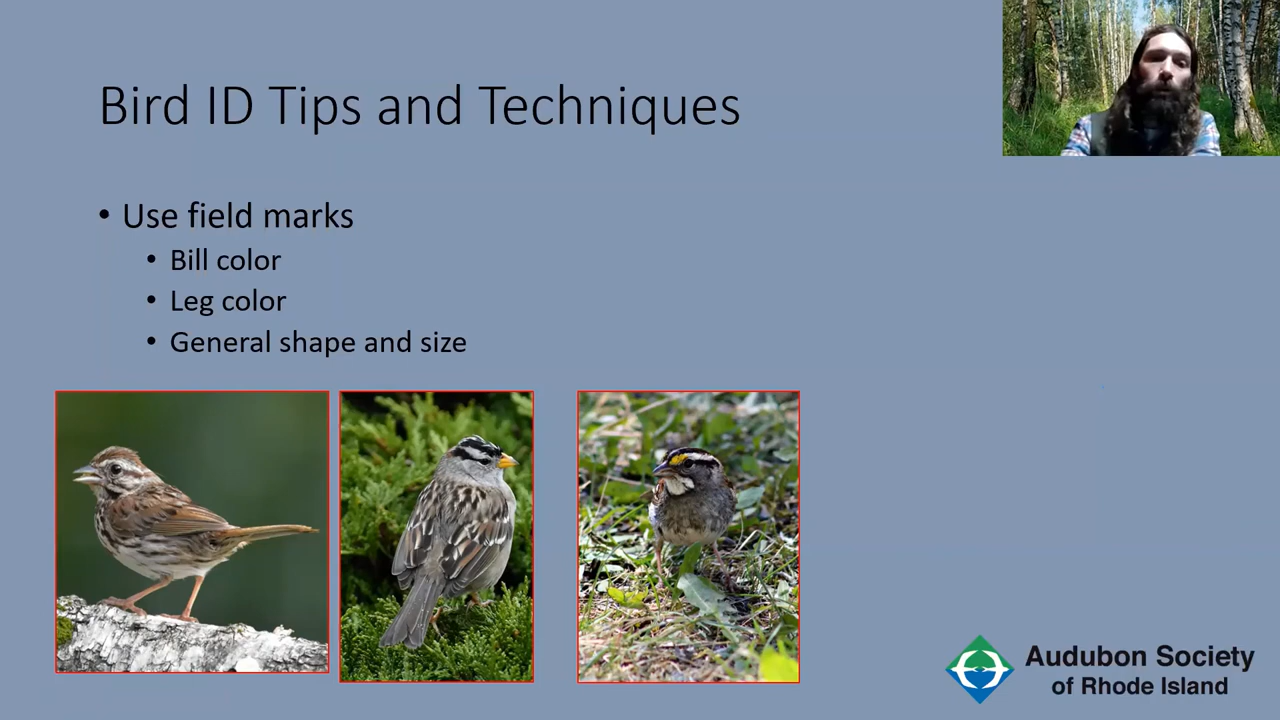 Bird ID Tips and Techniques
• Use field marks
• Bill color
• Leg color
• General shape and size
Audubon Society
of Rhode Island